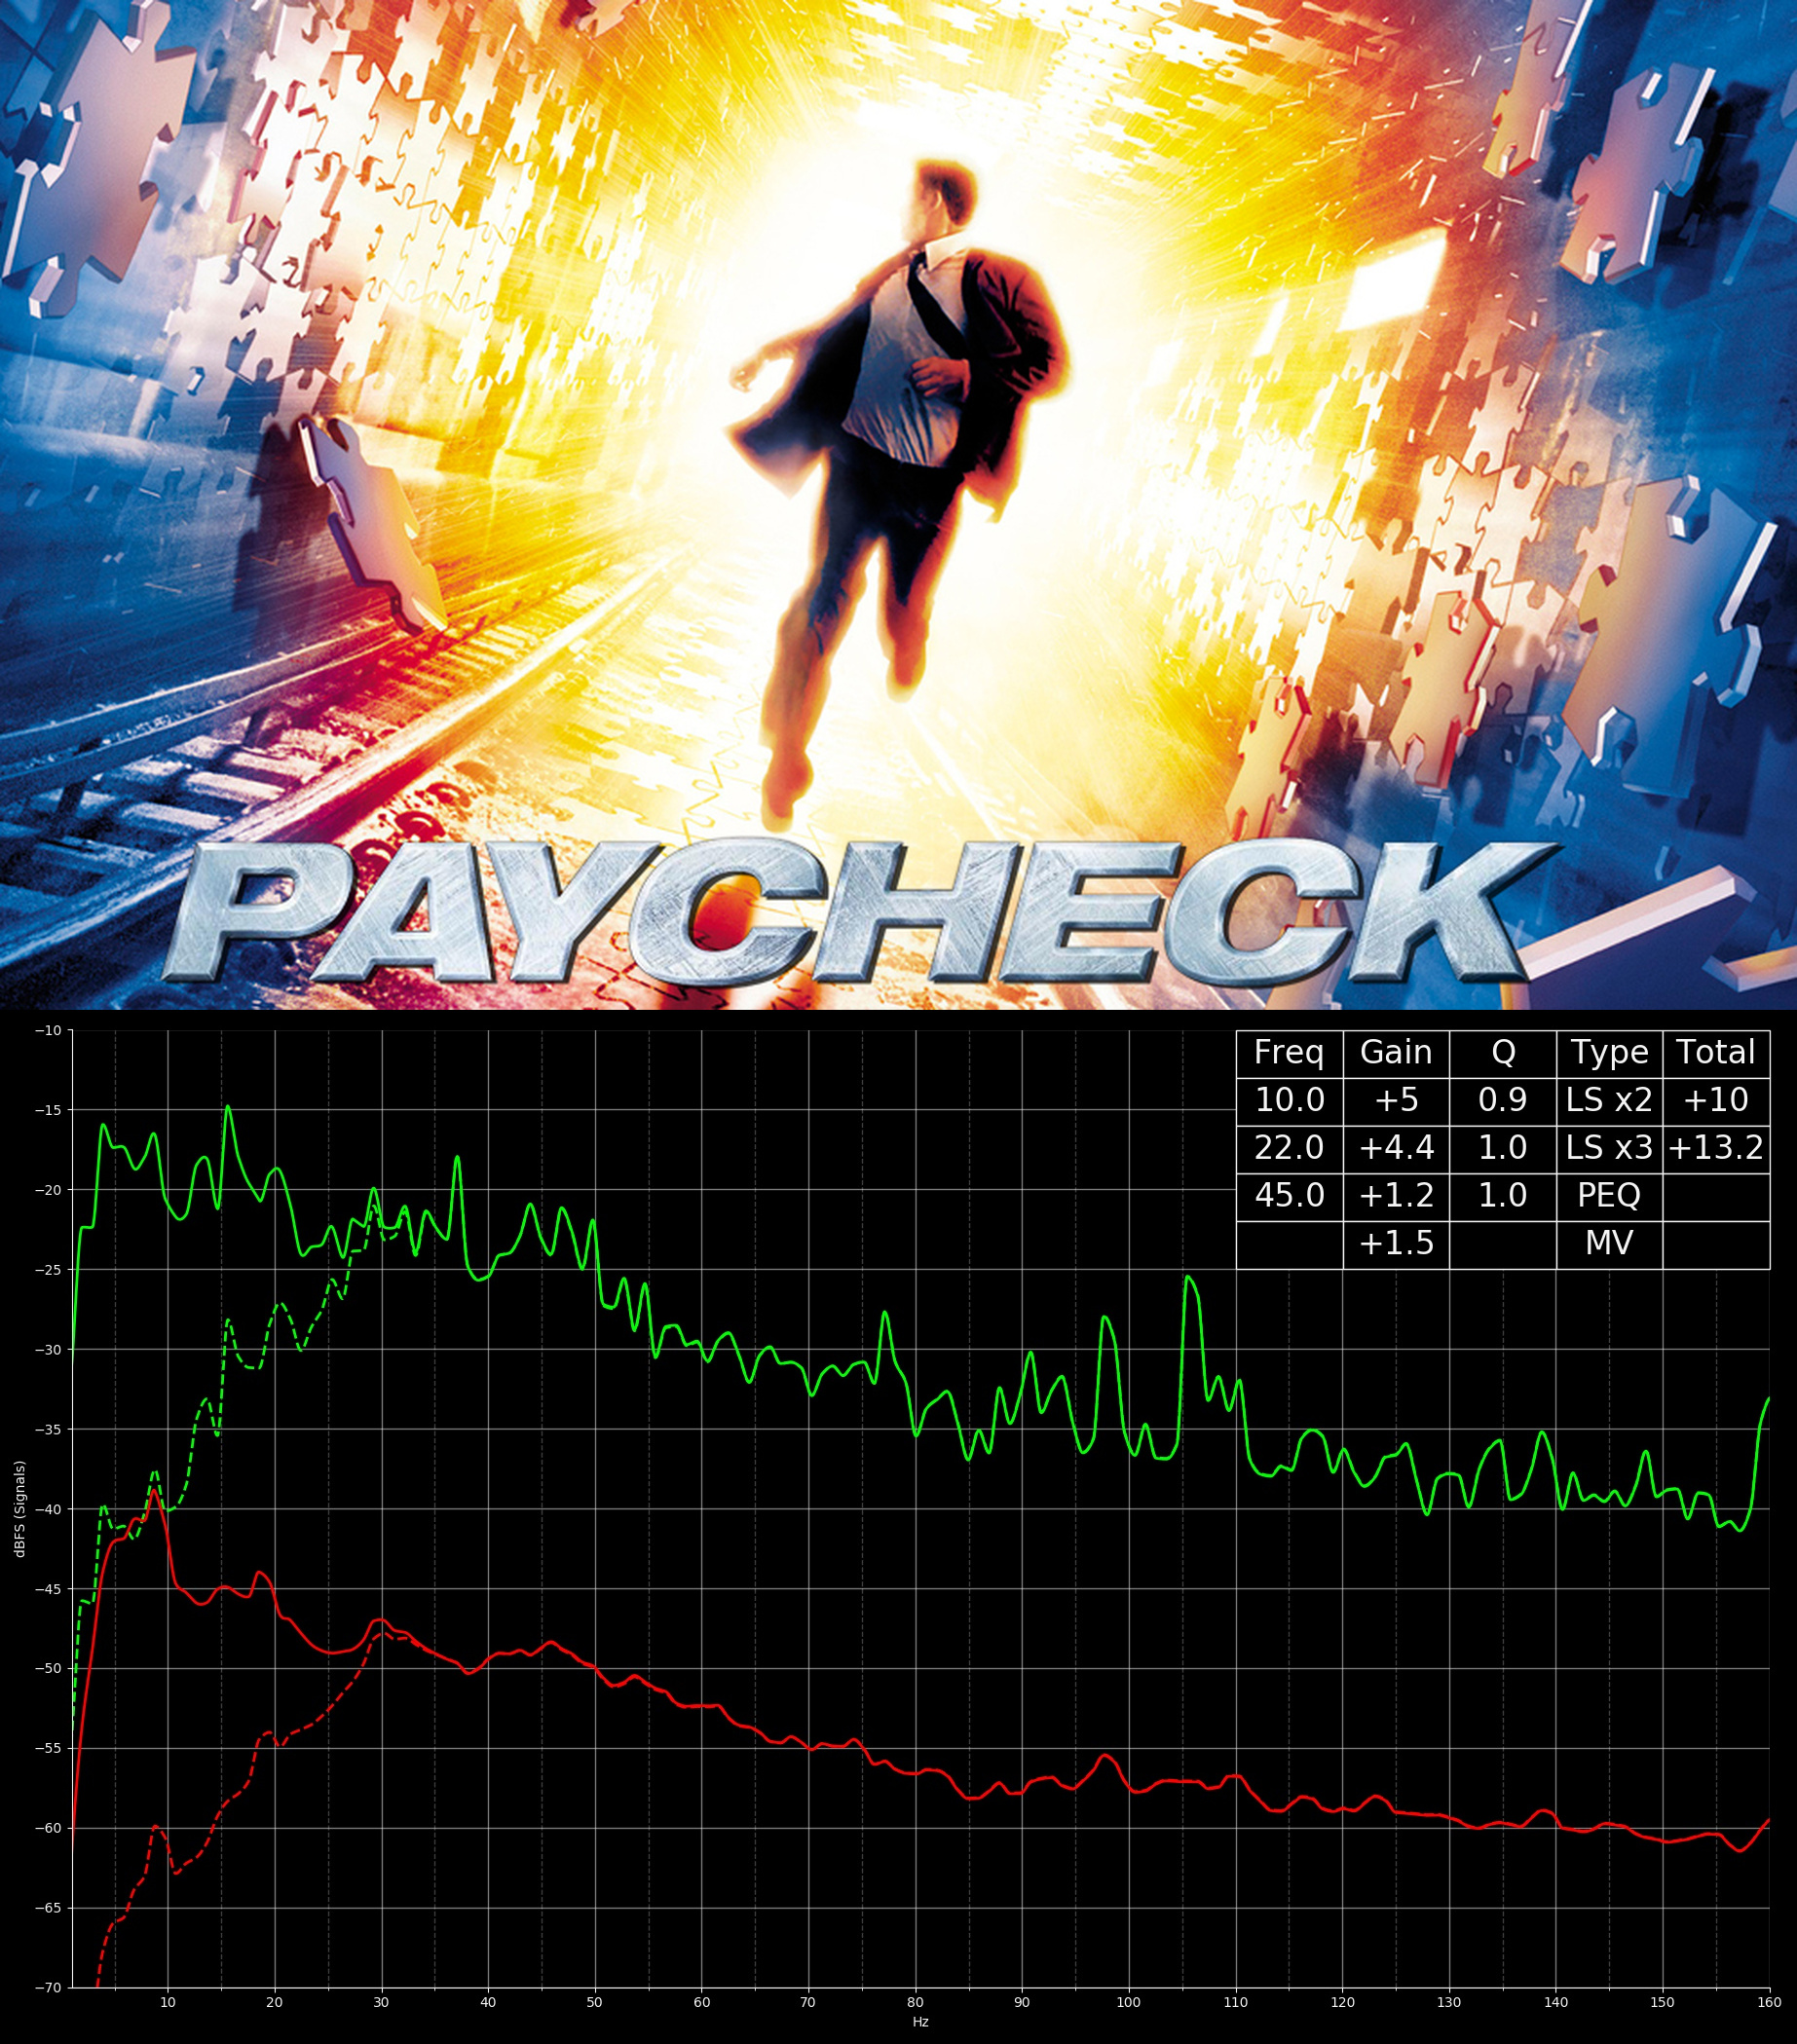 PAYCHECK
Freq Gain Q Type Total
10.0 +5 0.9 LS x2 +10
22.0 +4.4 1.0 LS x3 +13.2
45.0 +1.2 1.0 PEQ
+1.5 MV
−10
−15
−20
−25
−30
−35
−40
−45
−50
−55
−60
−65
−70
dBFS (Signals)
10 20 30 40 50 60 70 80 90 100 110 120 130 140 150 160
Hz